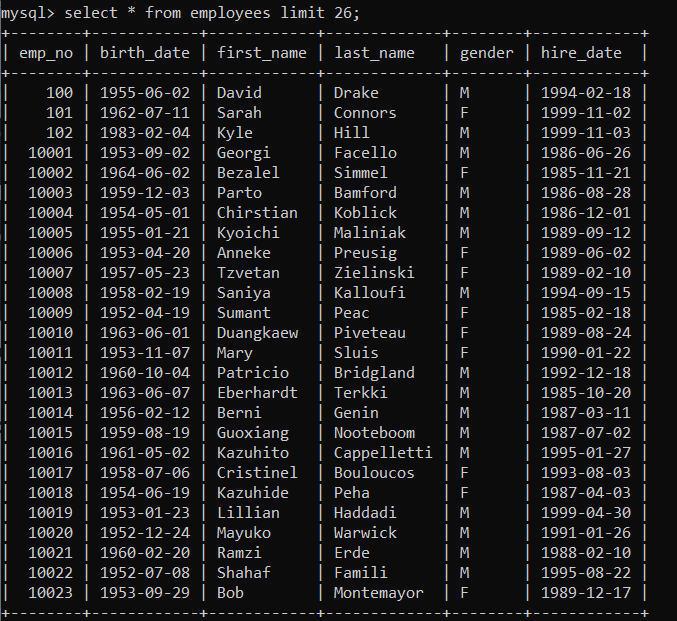 mysql> select * from employees limit 26;
+--------+------------+------------+-------------+--------+------------+
| emp_no | birth_date | first_name | last_name   | gender | hire_date  |
+--------+------------+------------+-------------+--------+------------+
|    100 | 1955-06-02 | David      | Drake       | M      | 1994-02-18 |
|    101 | 1962-07-11 | Sarah      | Connors     | F      | 1999-11-02 |
|    102 | 1983-02-04 | Kyle       | Hill        | M      | 1999-11-03 |
|  10001 | 1953-09-02 | Georgi     | Facello     | M      | 1986-06-26 |
|  10002 | 1964-06-02 | Bezalel    | Simmel      | F      | 1985-11-21 |
|  10003 | 1959-12-03 | Parto      | Bamford     | M      | 1986-08-28 |
|  10004 | 1954-05-01 | Chirstian  | Koblick     | M      | 1986-12-01 |
|  10005 | 1955-01-21 | Kyoichi    | Maliniak    | M      | 1989-09-12 |
|  10006 | 1953-04-20 | Anneke     | Preusig     | F      | 1989-06-02 |
|  10007 | 1957-05-23 | Tzvetan    | Zielinski   | F      | 1989-02-10 |
|  10008 | 1958-02-19 | Saniya     | Kalloufi    | M      | 1994-09-15 |
|  10009 | 1952-04-19 | Sumant     | Peac        | F      | 1985-02-18 |
|  10010 | 1963-06-01 | Duangkaew  | Piveteau    | F      | 1989-08-24 |
|  10011 | 1953-11-07 | Mary       | Sluis       | F      | 1990-01-22 |
|  10012 | 1960-10-04 | Patricio   | Bridgland   | M      | 1992-12-18 |
|  10013 | 1963-06-07 | Eberhardt  | Terkki      | M      | 1985-10-20 |
|  10014 | 1956-02-12 | Berni      | Genin       | M      | 1987-03-11 |
|  10015 | 1959-08-19 | Guoxiang   | Nooteboom   | M      | 1987-07-02 |
|  10016 | 1961-05-02 | Kazuhito   | Cappelletti | M      | 1995-01-27 |
|  10017 | 1958-07-06 | Cristinel  | Bouloucos   | F      | 1993-08-03 |
|  10018 | 1954-06-19 | Kazuhide   | Peha        | F      | 1987-04-03 |
|  10019 | 1953-01-23 | Lillian    | Haddadi     | M      | 1999-04-30 |
|  10020 | 1952-12-24 | Mayuko     | Warwick     | M      | 1991-01-26 |
|  10021 | 1960-02-20 | Ramzi      | Erde        | M      | 1988-02-10 |
|  10022 | 1952-07-08 | Shahaf     | Famili      | M      | 1995-08-22 |
|  10023 | 1953-09-29 | Bob        | Montemayor  | F      | 1989-12-17 |
+--------+------------+------------+-------------+--------+------------+